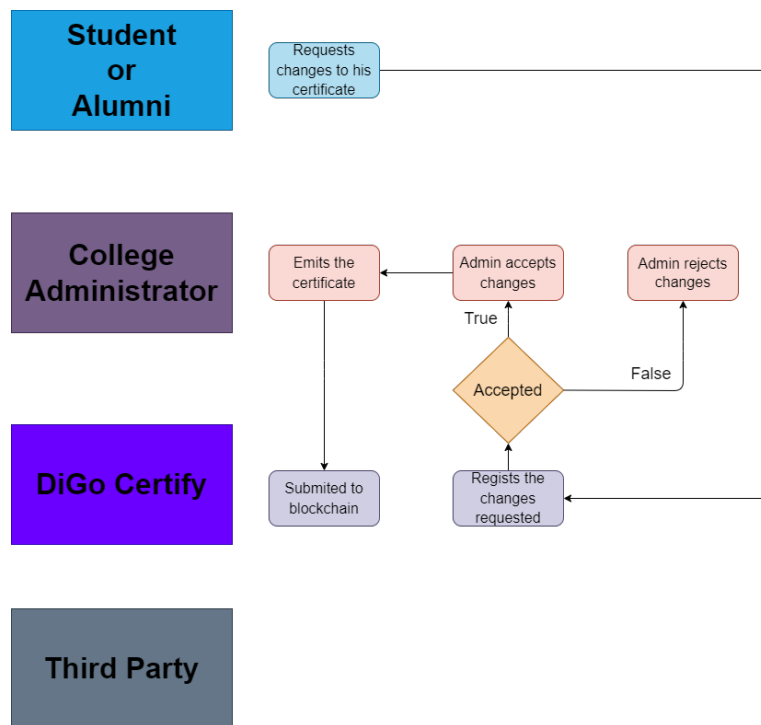 Student
or
Alumni
Requests
changes to his
certificate
College
Administrator
Emits the
certificate
Admin accepts
changes
Admin rejects
changes
True
False
Accepted
DiGo Certify
Submited to
blockchain
Regists the
changes
requested
Third Party